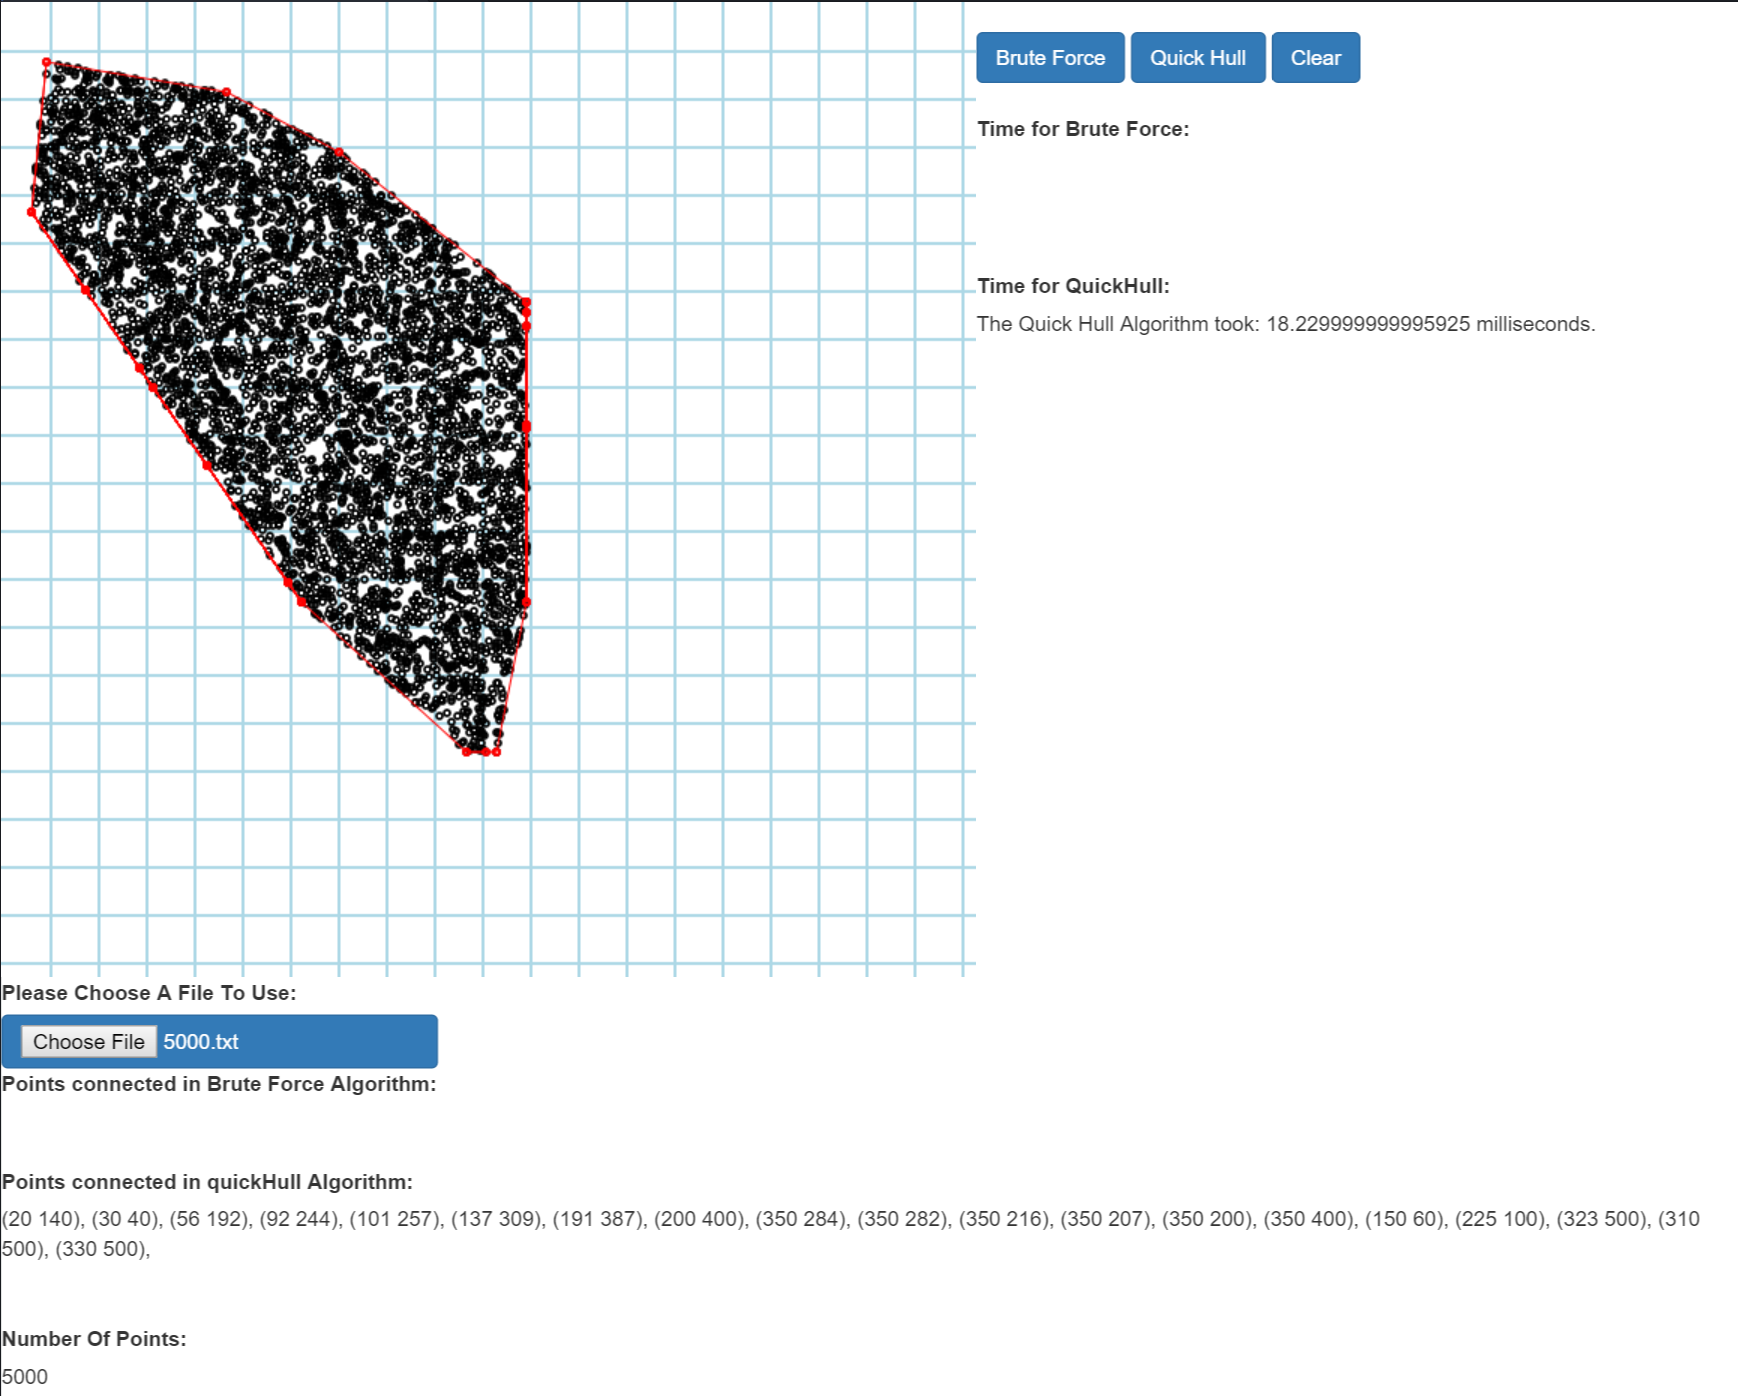 Brute Force Quick Hull Clear
Time for Brute Force:
Time for QuickHull:
The Quick Hull Algorithm took: 18.229999999995925 milliseconds.
Please Choose A File To Use:
Choose File 5000.txt
Points connected in Brute Force Algorithm:
Points connected in quickHull Algorithm:
(20 140), (30 40), (56 192), (92 244), (101 257), (137 309), (191 387), (200 400), (350 284), (350 282), (350 216), (350 207), (350 200), (350 400), (150 60), (225 100), (323 500), (310
500), (330 500),
Number Of Points:
5000